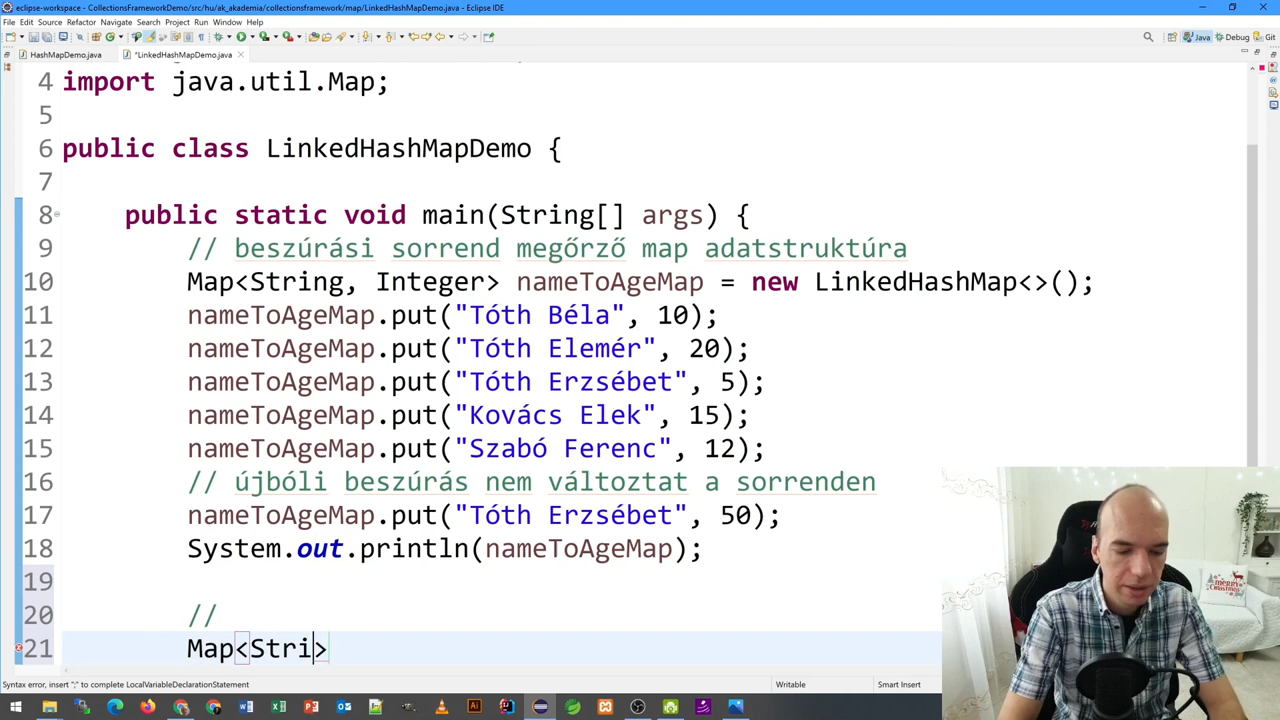 eclipse-workspace - CollectionsFrameworkDemo/src/hu/ak_akademia/collectionsframework/map/LinkedHashMapDemo.java - Eclipse IDE
File Edit Source Refactor Navigate Search Project Run Window Help
Java Debug Git
HashMapDemo.java *LinkedHashMapDemo.java
4 import java.util.Map;
5
6 public class LinkedHashMapDemo {
7
8 public static void main(String[] args) {
9 // beszúrási sorrend megőrző map adatstruktúra
10 Map<String, Integer> nameToAgeMap = new LinkedHashMap<>();
11 nameToAgeMap.put("Tóth Béla", 10);
12 nameToAgeMap.put("Tóth Elemér", 20);
13 nameToAgeMap.put("Tóth Erzsébet", 5);
14 nameToAgeMap.put("Kovács Elek", 15);
15 nameToAgeMap.put("Szabó Ferenc", 12);
16 // újbóli beszúrás nem változtat a sorrenden
17 nameToAgeMap.put("Tóth Erzsébet", 50);
18 System.out.println(nameToAgeMap);
19
20 //
21 Map<Stri>
Syntax error, insert ";" to complete LocalVariableDeclarationStatement Writable Smart Insert
MERRY CHRISTMAS